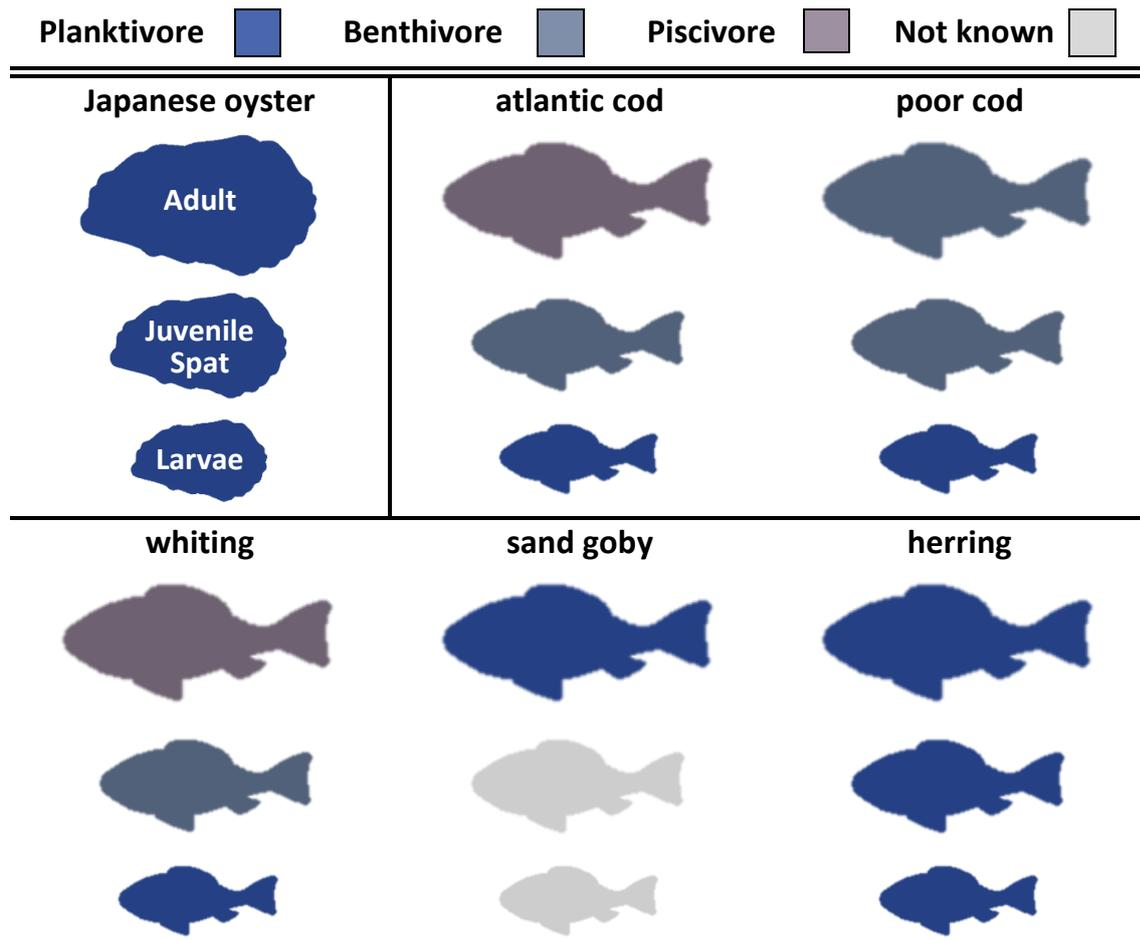 Planktivore Benthivore Piscivore Not known
Japanese oyster atlantic cod poor cod
Adult
Juvenile
Spat
Larvae
whiting sand goby herring